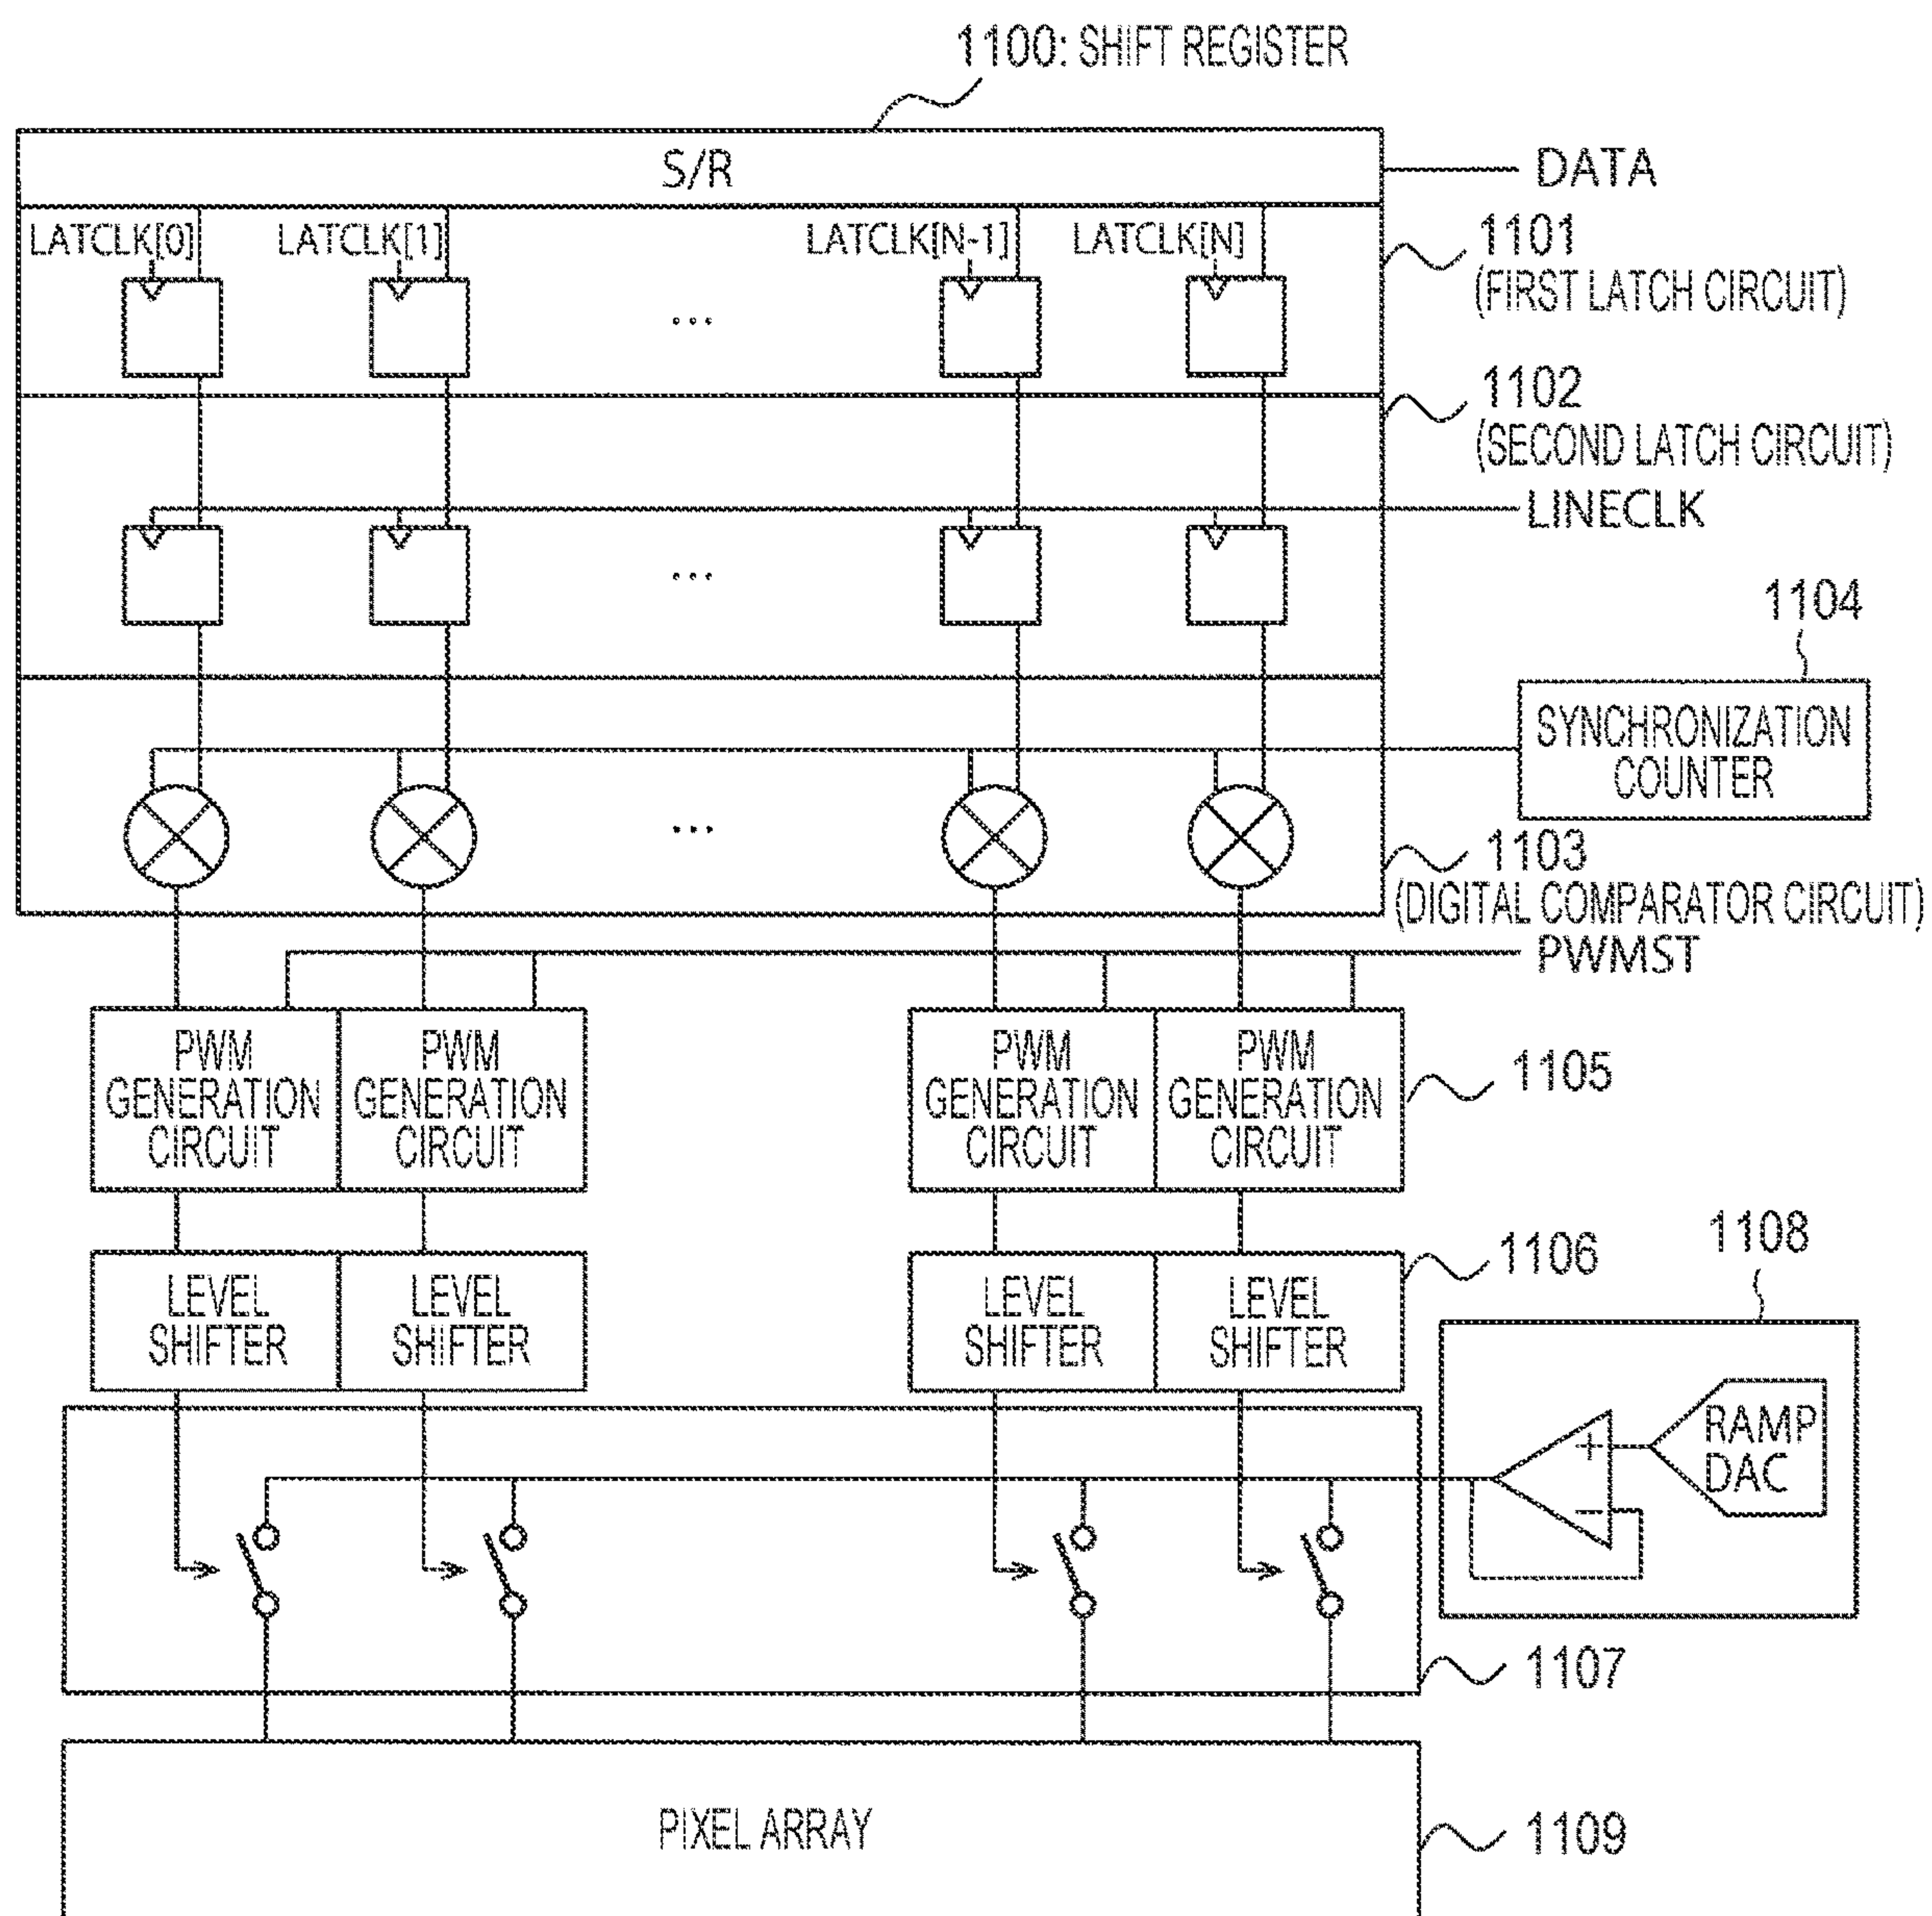 1100: SHIFT REGISTER
S/R
DATA
LATCLK[0]
LATCLK[1]
LATCLK[N-1]
LATCLK[N]
1101
(FIRST LATCH CIRCUIT)
...
1102
(SECOND LATCH CIRCUIT)
LINECLK
...
1104
SYNCHRONIZATION
COUNTER
...
1103
(DIGITAL COMPARATOR CIRCUIT)
PWMST
PWM
GENERATION
CIRCUIT
PWM
GENERATION
CIRCUIT
PWM
GENERATION
CIRCUIT
PWM
GENERATION
CIRCUIT
1105
LEVEL
SHIFTER
LEVEL
SHIFTER
LEVEL
SHIFTER
LEVEL
SHIFTER
1106
1108
+
−
RAMP
DAC
1107
PIXEL ARRAY
1109